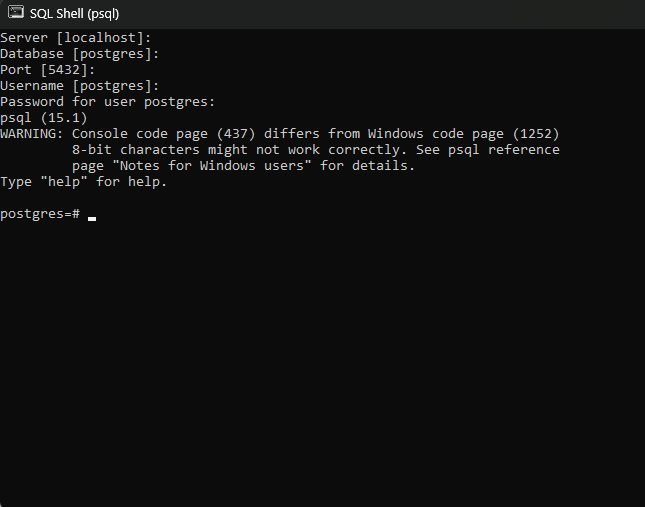 SQL Shell (psql)
Server [localhost]:
Database [postgres]:
Port [5432]:
Username [postgres]:
Password for user postgres:
psql (15.1)
WARNING: Console code page (437) differs from Windows code page (1252)
         8-bit characters might not work correctly. See psql reference
         page "Notes for Windows users" for details.
Type "help" for help.
postgres=#